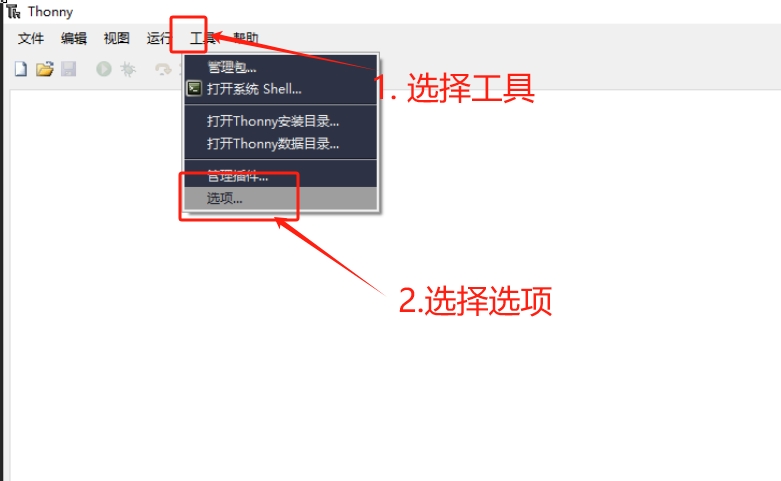 Thonny
文件 编辑 视图 运行 工具 帮助
管理包...
打开系统 Shell...
1. 选择工具
打开Thonny安装目录...
打开Thonny数据目录...
管理插件...
选项...
2.选择选项